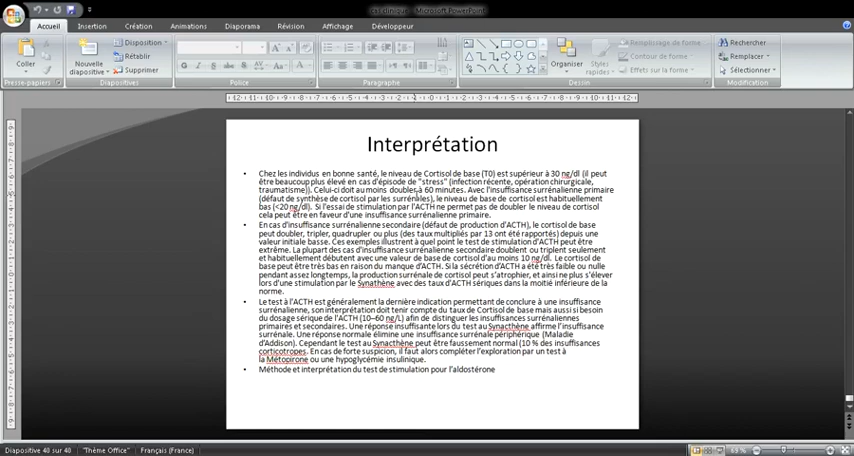 cas clinique - Microsoft PowerPoint
Accueil Insertion Création Animations Diaporama Révision Affichage Développeur
Coller
Presse-papiers
Nouvelle diapositive
Disposition
Rétablir
Supprimer
Diapositives
Police
Paragraphe
Organiser
Styles rapides
Remplissage de forme
Contour de forme
Effets sur la forme
Dessin
Rechercher
Remplacer
Sélectionner
Modification
Interprétation
• Chez les individus en bonne santé, le niveau de Cortisol de base (T0) est supérieur à 30 ng/dl (il peut
être beaucoup plus élevé en cas d'épisode de "stress" (infection récente, opération chirurgicale,
traumatisme)). Celui-ci doit au moins doubler à 60 minutes. Avec l'insuffisance surrénalienne primaire
(défaut de synthèse de cortisol par les surrénales), le niveau de base de cortisol est habituellement
bas (<20 ng/dl). Si l'essai de stimulation par l'ACTH ne permet pas de doubler le niveau de cortisol
cela peut être en faveur d'une insuffisance surrénalienne primaire.
• En cas d'insuffisance surrénalienne secondaire (défaut de production d'ACTH), le cortisol de base
peut doubler, tripler, quadrupler ou plus (des taux multipliés par 13 ont été rapportés) depuis une
valeur initiale basse. Ces exemples illustrent à quel point le test de stimulation d'ACTH peut être
extrême. La plupart des cas d'insuffisance surrénalienne secondaire doublent ou triplent seulement
et habituellement débutent avec une valeur de base de cortisol d'au moins 10 ng/dl. Le cortisol de
base peut être très bas en raison du manque d'ACTH. Si la sécrétion d'ACTH a été très faible ou nulle
pendant assez longtemps, la production surrénale de cortisol peut s'atrophier, et ainsi ne plus s'élever
lors d'une stimulation par le Synathène avec des taux d'ACTH sériques dans la moitié inférieure de la
norme.
• Le test à l'ACTH est généralement la dernière indication permettant de conclure à une insuffisance
surrénalienne, son interprétation doit tenir compte du taux de Cortisol de base mais aussi si besoin
du dosage sérique de l'ACTH (10–60 ng/L) afin de distinguer les insuffisances surrénaliennes
primaires et secondaires. Une réponse insuffisante lors du test au Synacthène affirme l'insuffisance
surrénale. Une réponse normale élimine une insuffisance surrénale périphérique (Maladie
d'Addison). Cependant le test au Synacthène peut être faussement normal (10 % des insuffisances
corticotropes. En cas de forte suspicion, il faut alors compléter l'exploration par un test à
la Métopirone ou une hypoglycémie insulinique.
• Méthode et interprétation du test de stimulation pour l'aldostérone
Diapositive 40 sur 40 "Thème Office" Français (France) 69 %